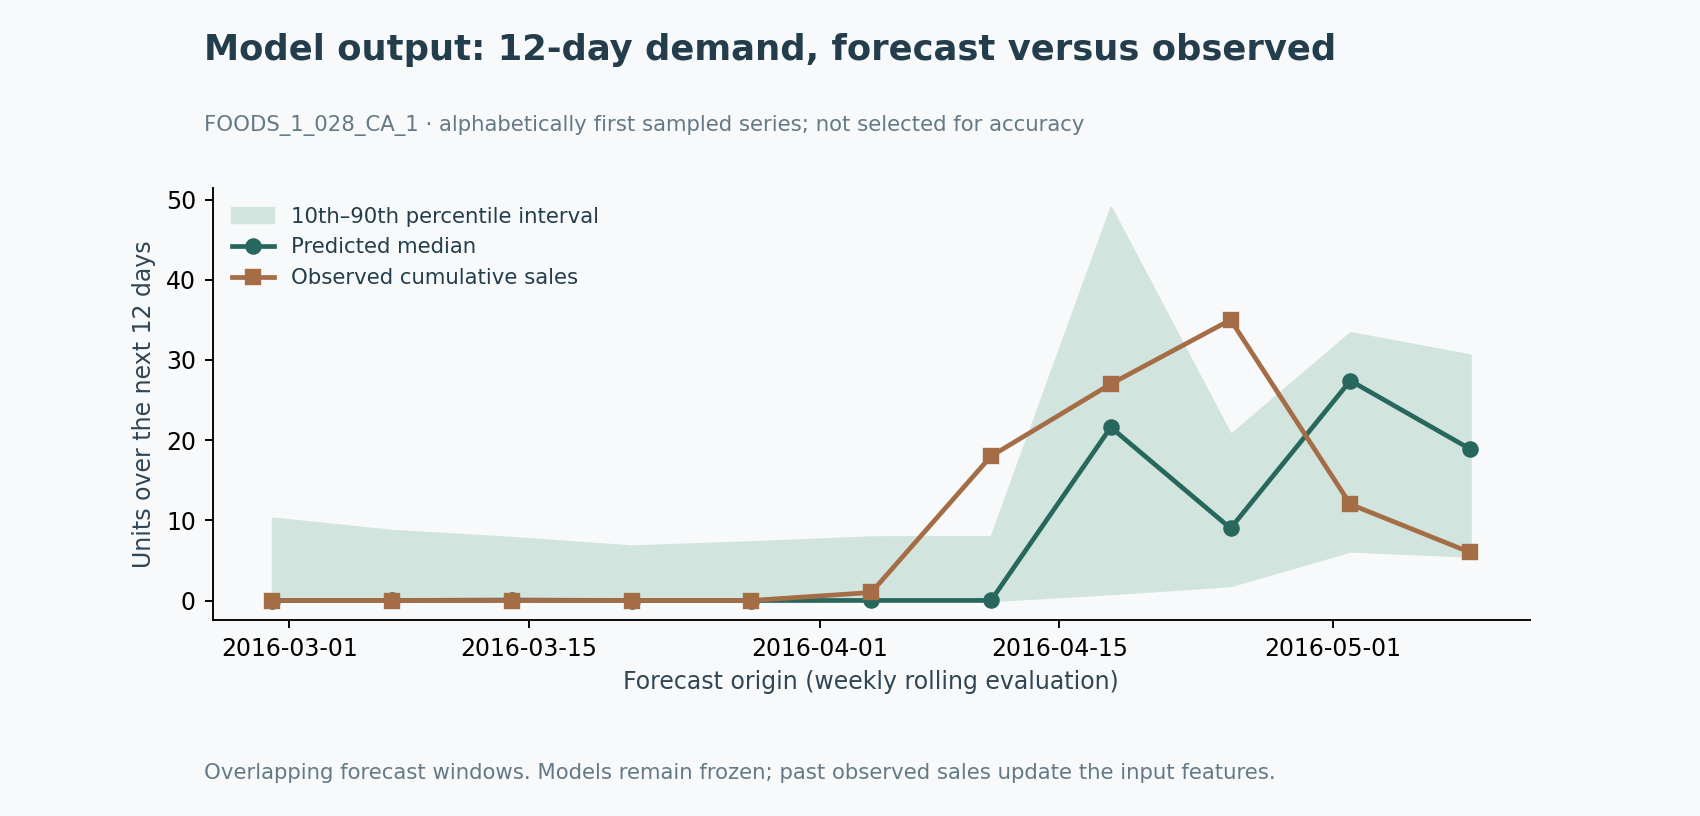 Model output: 12-day demand, forecast versus observed
FOODS_1_028_CA_1 · alphabetically first sampled series; not selected for accuracy
10th–90th percentile interval
Predicted median
Observed cumulative sales
Units over the next 12 days
50
40
30
20
10
0
2016-03-01
2016-03-15
2016-04-01
2016-04-15
2016-05-01
Forecast origin (weekly rolling evaluation)
Overlapping forecast windows. Models remain frozen; past observed sales update the input features.